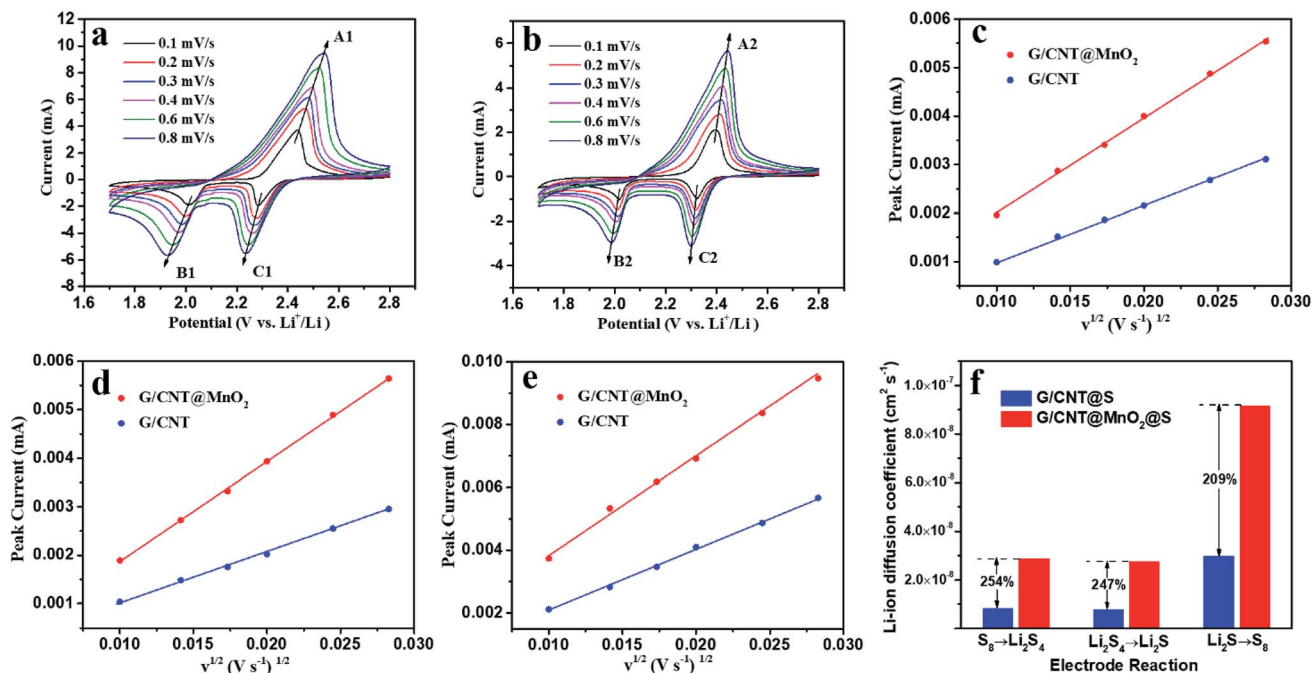 a
0.1 mV/s
0.2 mV/s
0.3 mV/s
0.4 mV/s
0.6 mV/s
0.8 mV/s
A1
B1
C1
Current (mA)
12
10
8
6
4
2
0
-2
-4
-6
-8
1.6 1.8 2.0 2.2 2.4 2.6 2.8
Potential (V vs. Li⁺/Li)
b
0.1 mV/s
0.2 mV/s
0.3 mV/s
0.4 mV/s
0.6 mV/s
0.8 mV/s
A2
B2
C2
Current (mA)
6
4
2
0
-2
-4
1.6 1.8 2.0 2.2 2.4 2.6 2.8
Potential (V vs. Li⁺/Li)
c
G/CNT@MnO₂
G/CNT
Peak Current (mA)
0.006
0.005
0.004
0.003
0.002
0.001
0.010 0.015 0.020 0.025 0.030
v^1/2 (V s⁻¹) ^1/2
d
G/CNT@MnO₂
G/CNT
Peak Current (mA)
0.006
0.005
0.004
0.003
0.002
0.001
0.010 0.015 0.020 0.025 0.030
v^1/2 (V s⁻¹) ^1/2
e
G/CNT@MnO₂
G/CNT
Peak Current (mA)
0.010
0.008
0.006
0.004
0.002
0.010 0.015 0.020 0.025 0.030
v^1/2 (V s⁻¹) ^1/2
f
G/CNT@S
G/CNT@MnO₂@S
Li-ion diffusion coefficient (cm² s⁻¹)
1.0×10⁻⁷
8.0×10⁻⁸
6.0×10⁻⁸
4.0×10⁻⁸
2.0×10⁻⁸
254%
247%
209%
S₈→Li₂S₄ Li₂S₄→Li₂S Li₂S→S₈
Electrode Reaction